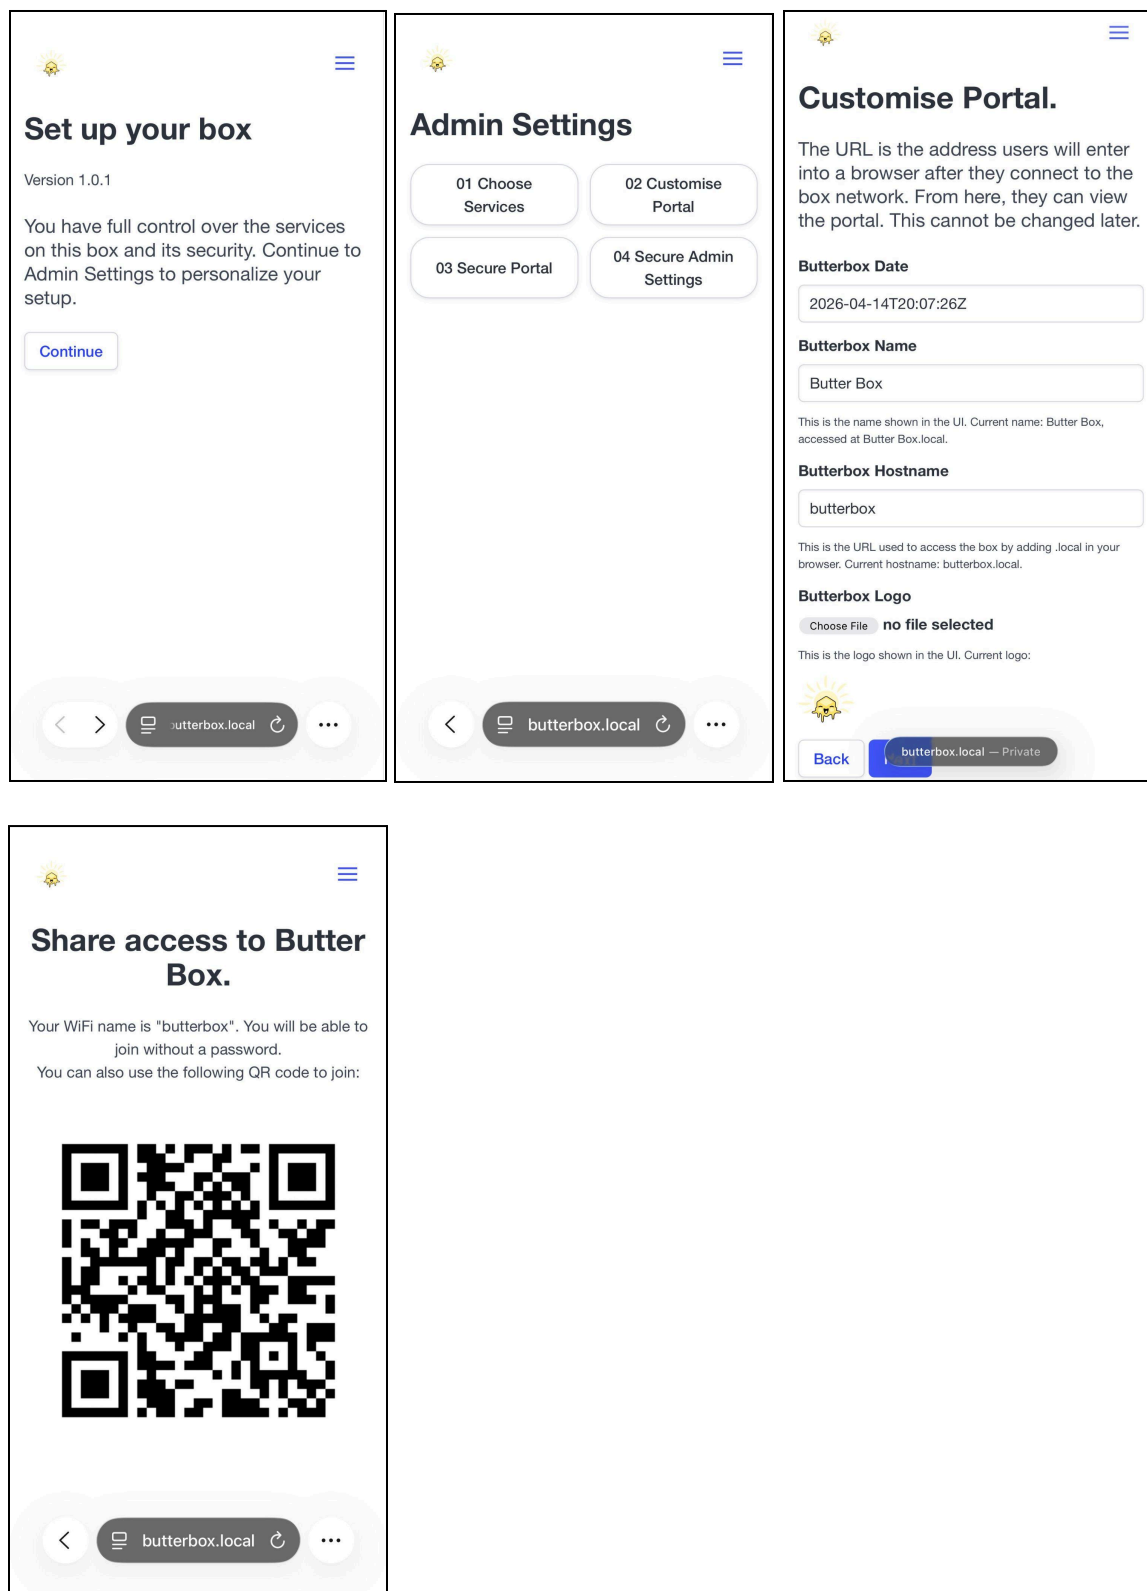 Set up your box
Version 1.0.1
You have full control over the services
on this box and its security. Continue to
Admin Settings to personalize your
setup.
Continue
utterbox.local
Admin Settings
01 Choose
Services
02 Customise
Portal
03 Secure Portal
04 Secure Admin
Settings
butterbox.local
Customise Portal.
The URL is the address users will enter
into a browser after they connect to the
box network. From here, they can view
the portal. This cannot be changed later.
Butterbox Date
2026-04-14T20:07:26Z
Butterbox Name
Butter Box
This is the name shown in the UI. Current name: Butter Box,
accessed at Butter Box.local.
Butterbox Hostname
butterbox
This is the URL used to access the box by adding .local in your
browser. Current hostname: butterbox.local.
Butterbox Logo
Choose File no file selected
This is the logo shown in the UI. Current logo:
Back
butterbox.local — Private
Share access to Butter
Box.
Your WiFi name is "butterbox". You will be able to
join without a password.
You can also use the following QR code to join:
butterbox.local